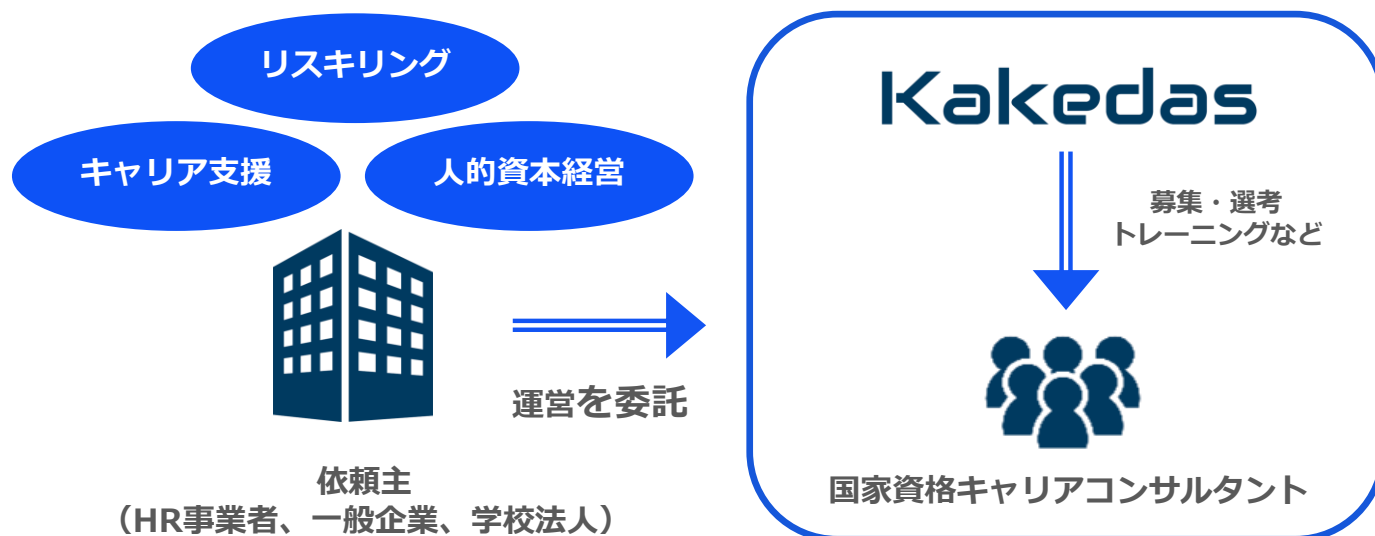 リスキリング
キャリア支援
人的資本経営
運営を委託
依頼主
（HR事業者、一般企業、学校法人）
Kakedas
募集・選考
トレーニングなど
国家資格キャリアコンサルタント